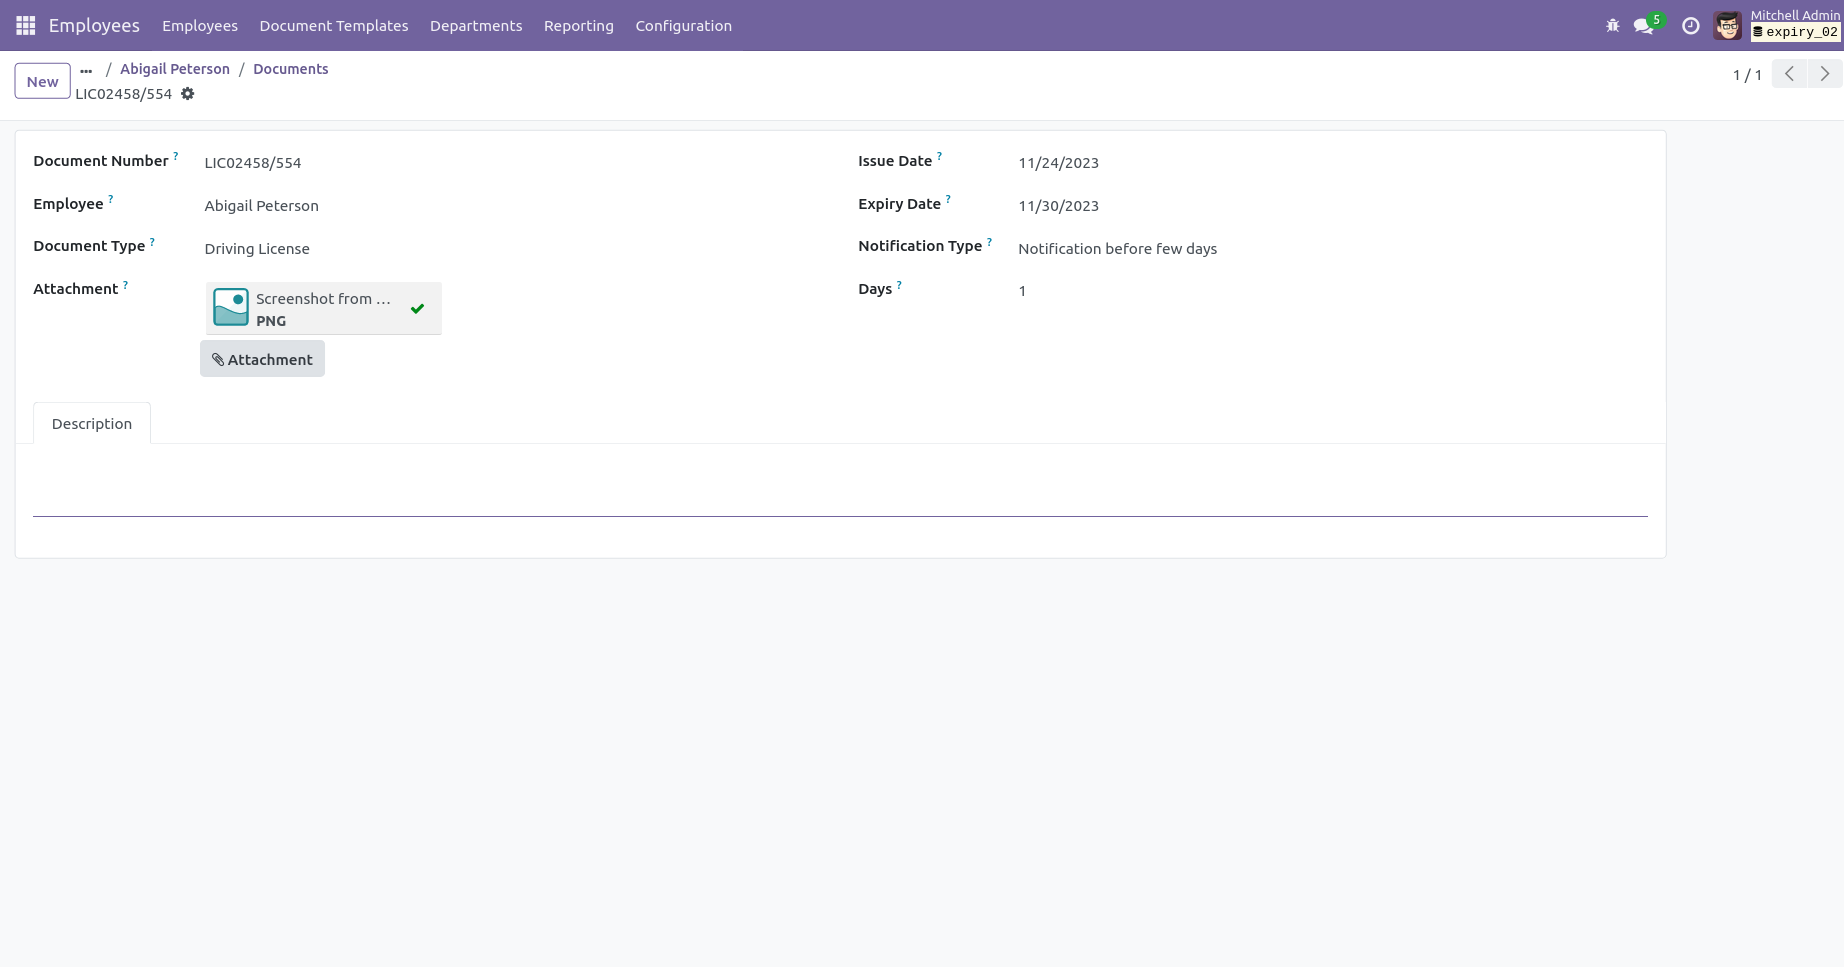 Employees Employees Document Templates Departments Reporting Configuration 5 Mitchell Admin
expiry_02
New ... / Abigail Peterson / Documents 1 / 1
LIC02458/554
Document Number ? LIC02458/554 Issue Date ? 11/24/2023
Employee ? Abigail Peterson Expiry Date ? 11/30/2023
Document Type ? Driving License Notification Type ? Notification before few days
Attachment ? Screenshot from ... Days ? 1
PNG
Attachment
Description